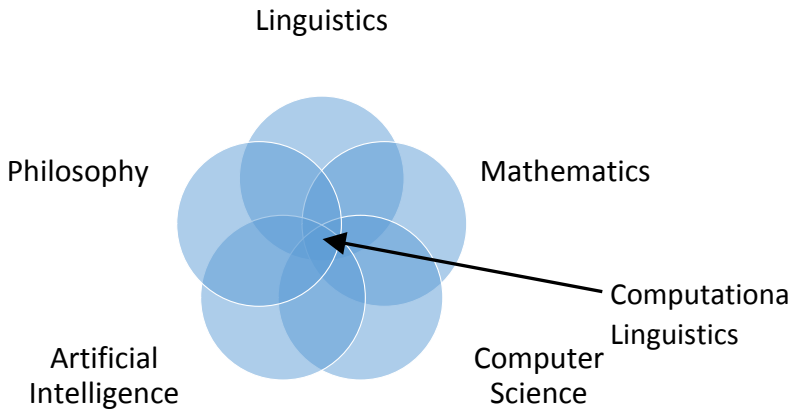 Linguistics
Philosophy
Mathematics
Computationa
Linguistics
Artificial
Intelligence
Computer
Science